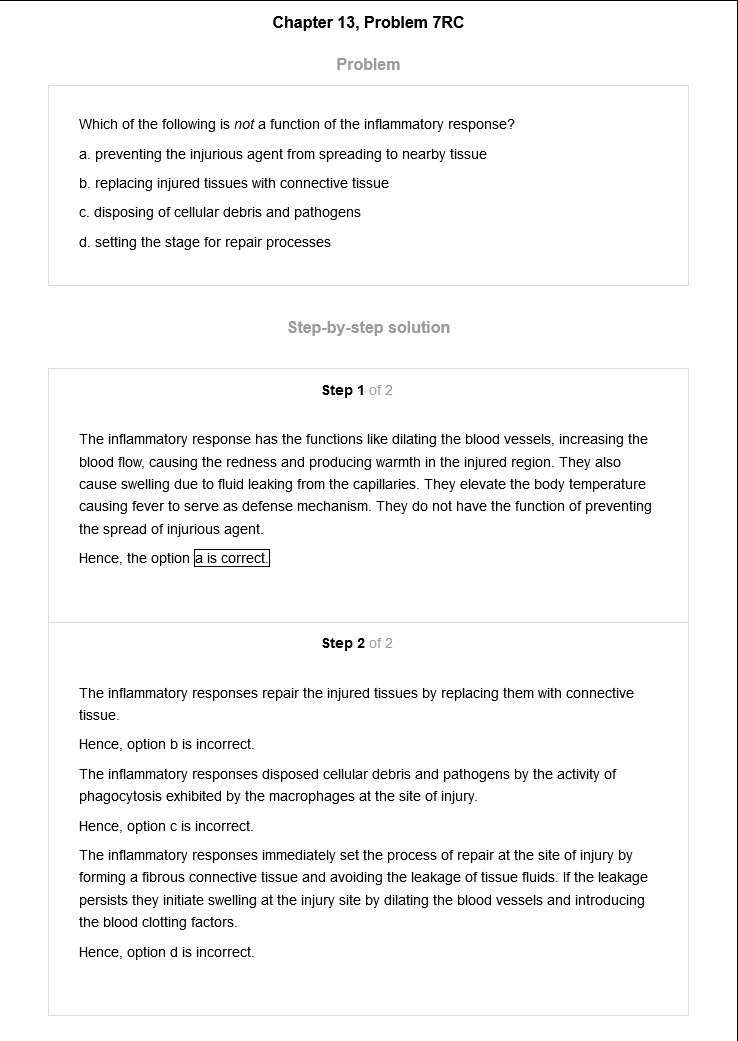 Chapter 13, Problem 7RC
Problem
Which of the following is not a function of the inflammatory response?
a. preventing the injurious agent from spreading to nearby tissue
b. replacing injured tissues with connective tissue
c. disposing of cellular debris and pathogens
d. setting the stage for repair processes
Step-by-step solution
Step 1 of 2
The inflammatory response has the functions like dilating the blood vessels, increasing the
blood flow, causing the redness and producing warmth in the injured region. They also
cause swelling due to fluid leaking from the capillaries. They elevate the body temperature
causing fever to serve as defense mechanism. They do not have the function of preventing
the spread of injurious agent.
Hence, the option a is correct.
Step 2 of 2
The inflammatory responses repair the injured tissues by replacing them with connective
tissue.
Hence, option b is incorrect.
The inflammatory responses disposed cellular debris and pathogens by the activity of
phagocytosis exhibited by the macrophages at the site of injury.
Hence, option c is incorrect.
The inflammatory responses immediately set the process of repair at the site of injury by
forming a fibrous connective tissue and avoiding the leakage of tissue fluids. If the leakage
persists they initiate swelling at the injury site by dilating the blood vessels and introducing
the blood clotting factors.
Hence, option d is incorrect.